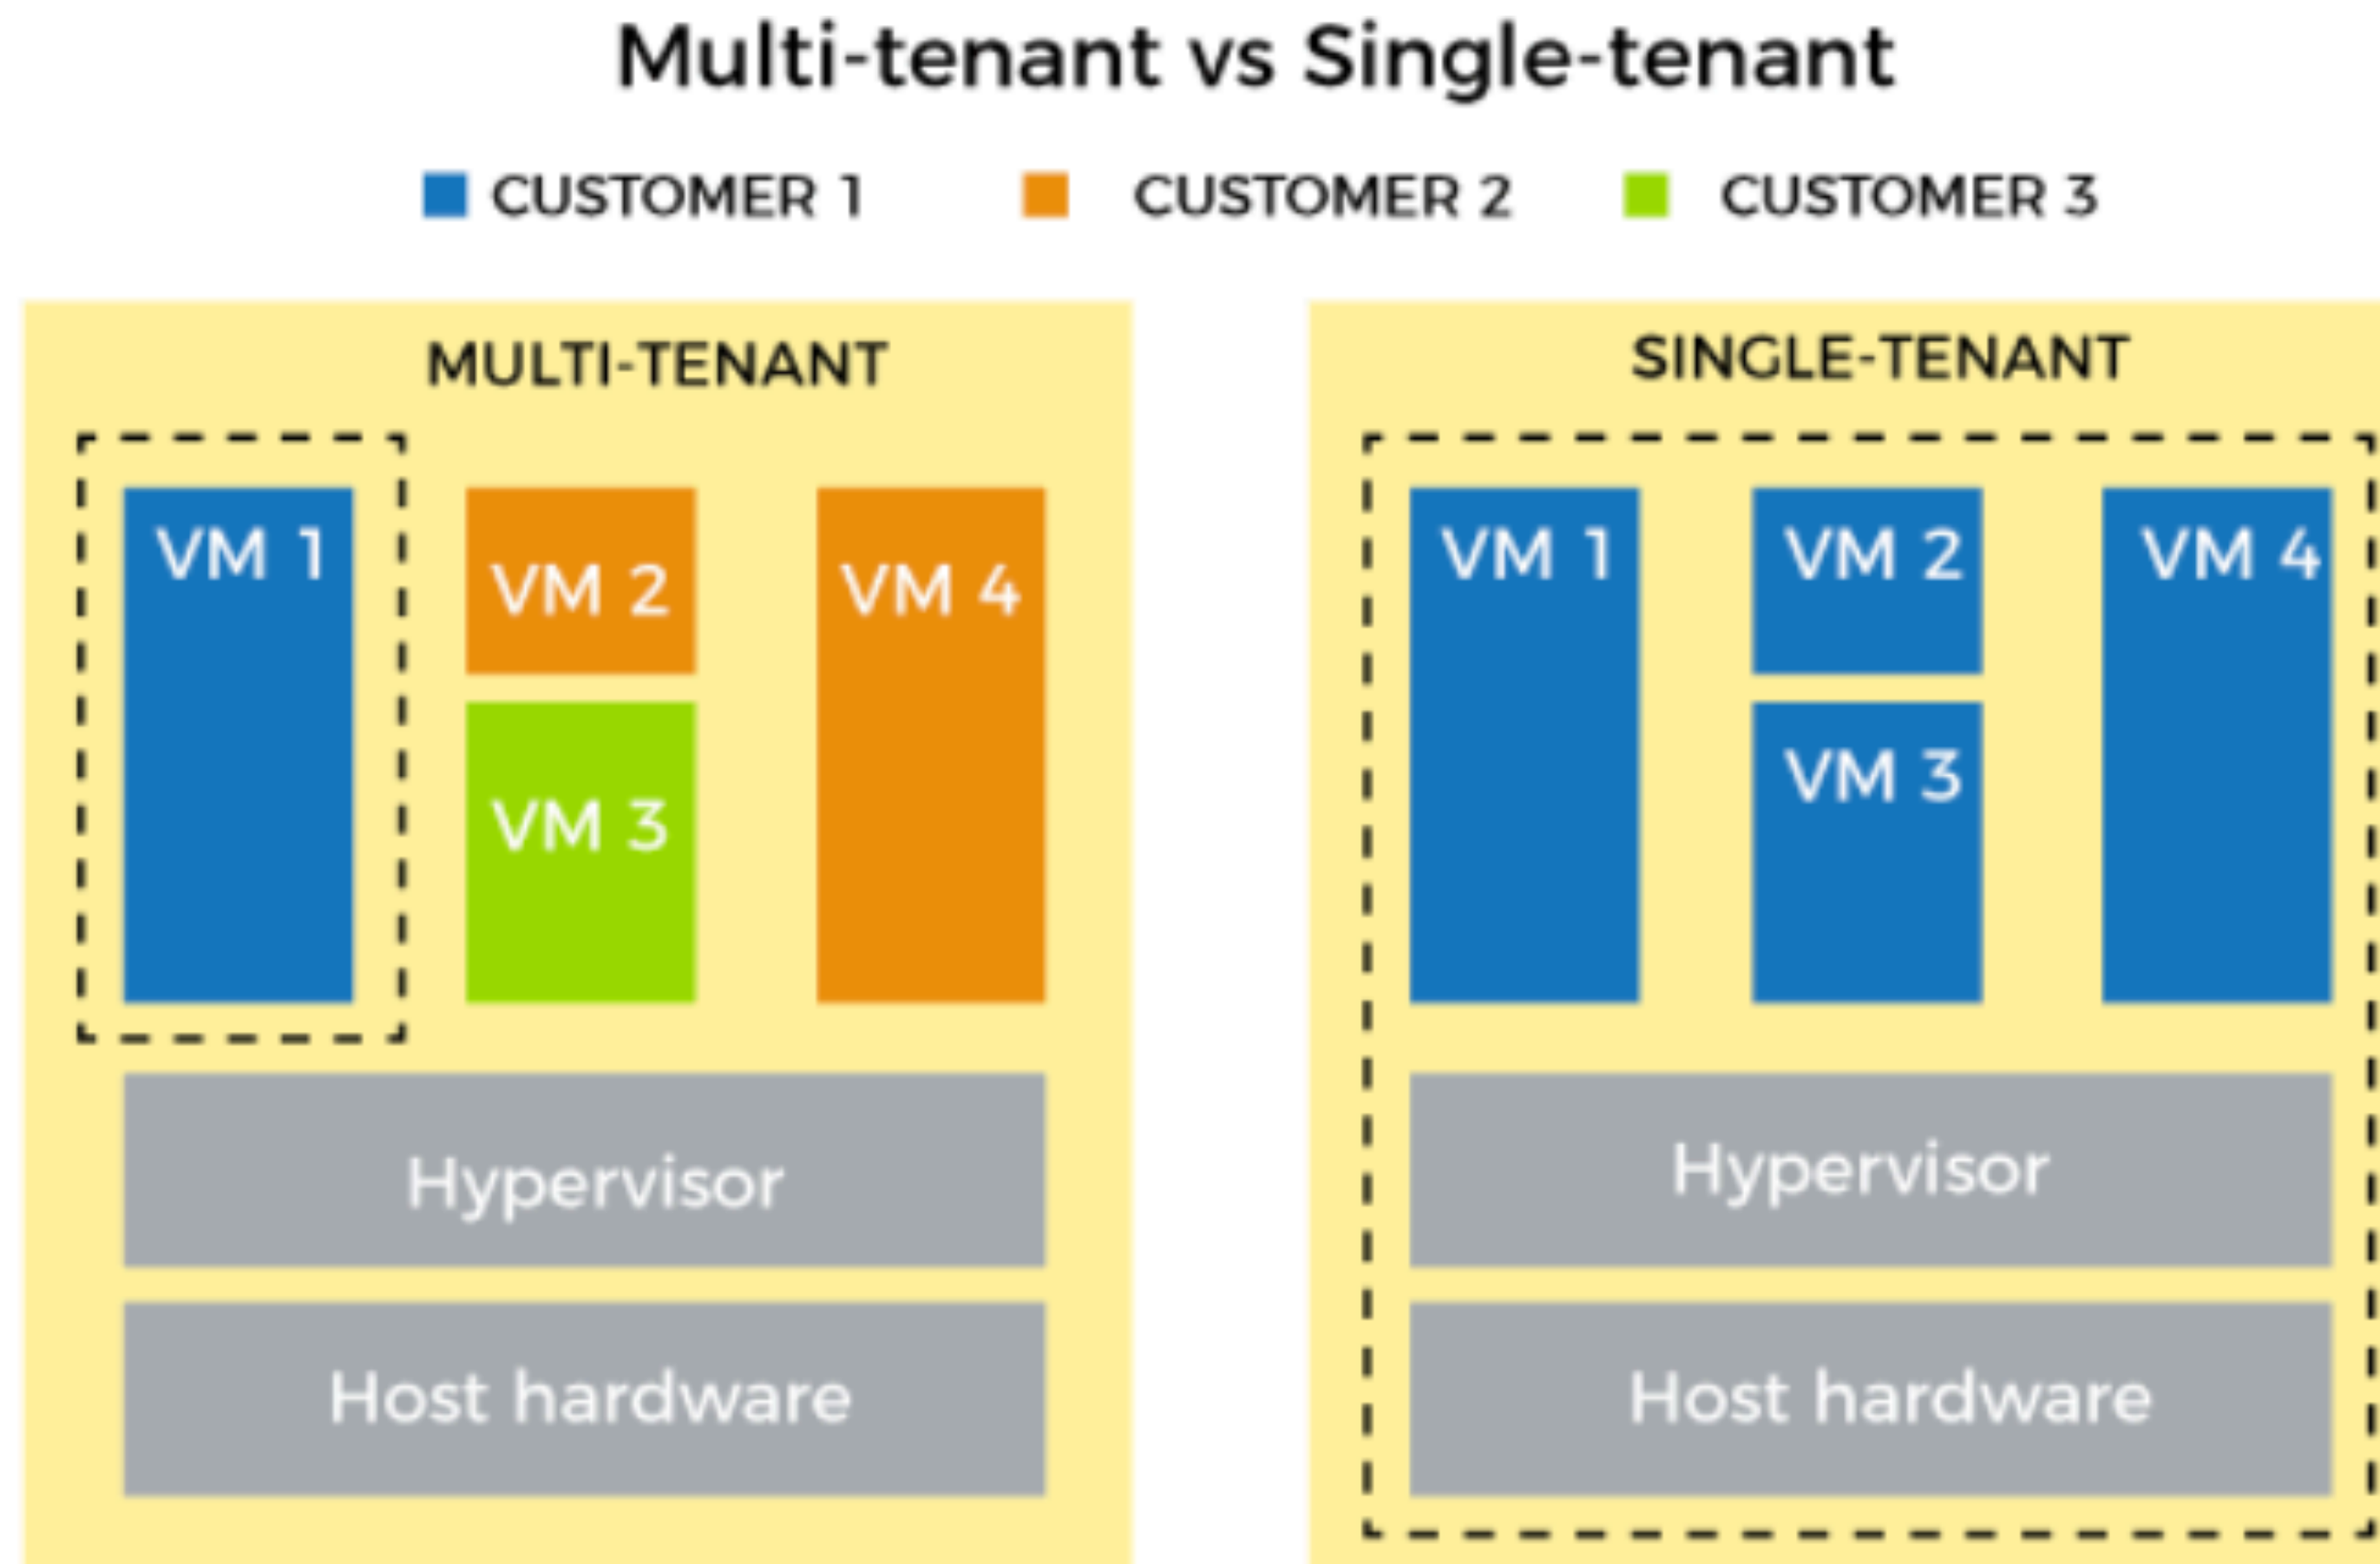 Multi-tenant vs Single-tenant
CUSTOMER 1
CUSTOMER 2
CUSTOMER 3
MULTI-TENANT
VM 1
VM 2
VM 4
VM 3
Hypervisor
Host hardware
SINGLE-TENANT
VM 1
VM 2
VM 4
VM 3
Hypervisor
Host hardware